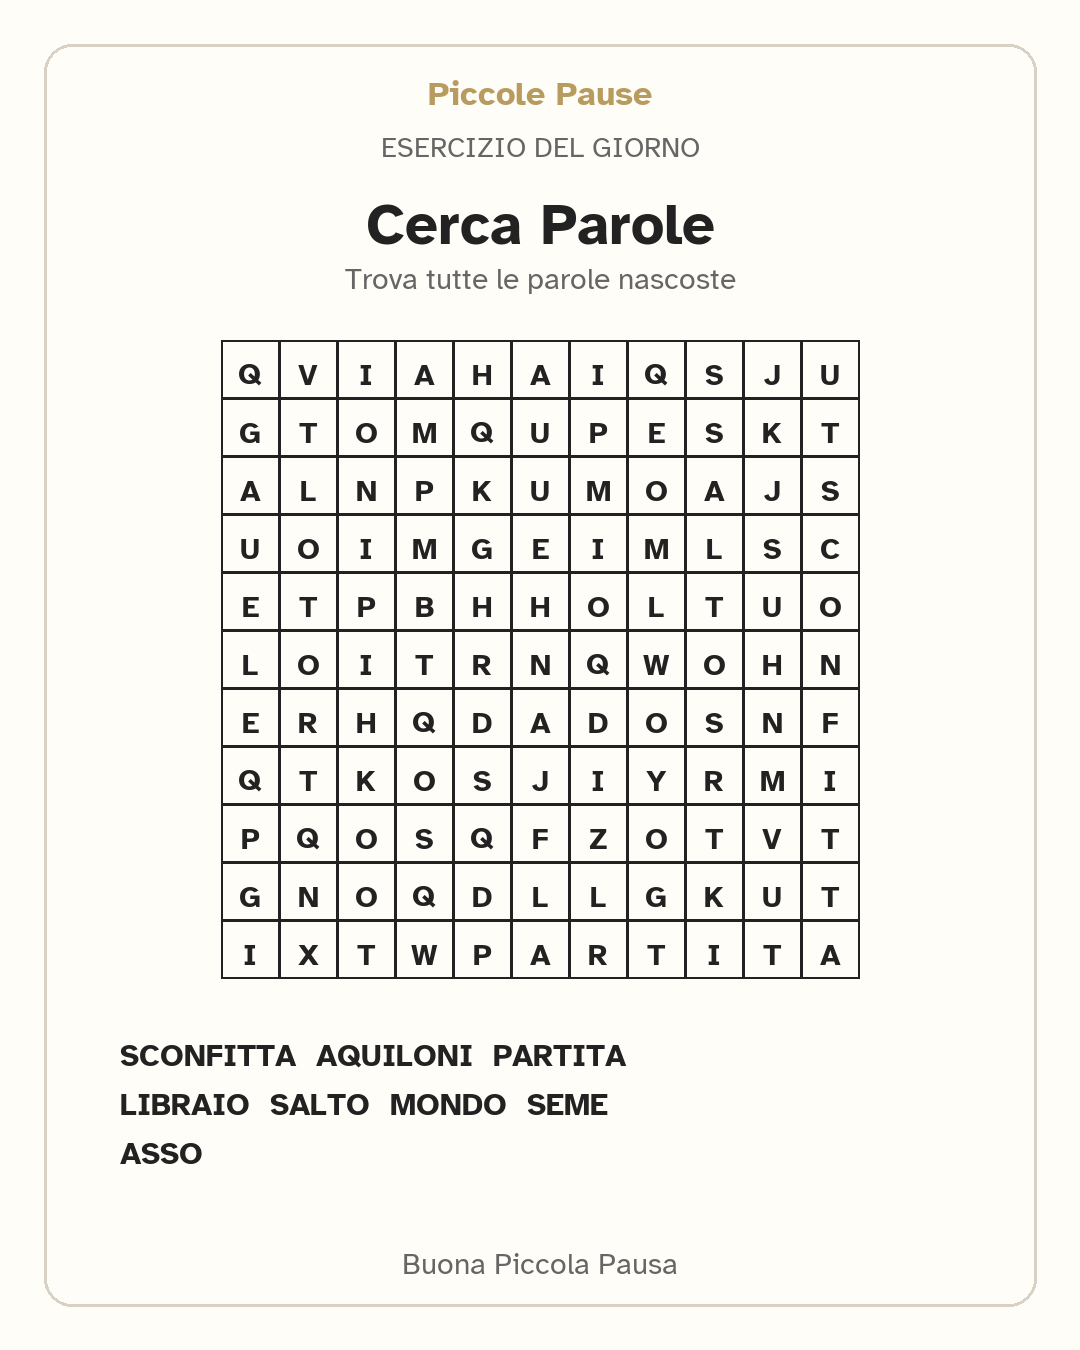 Piccole Pause
ESERCIZIO DEL GIORNO
Cerca Parole
Trova tutte le parole nascoste
Q V I A H A I Q S J U
G T O M Q U P E S K T
A L N P K U M O A J S
U O I M G E I M L S C
E T P B H H O L T U O
L O I T R N Q W O H N
E R H Q D A D O S N F
Q T K O S J I Y R M I
P Q O S Q F Z O T V T
G N O Q D L L G K U T
I X T W P A R T I T A
SCONFITTA AQUILONI PARTITA
LIBRAIO SALTO MONDO SEME
ASSO
Buona Piccola Pausa